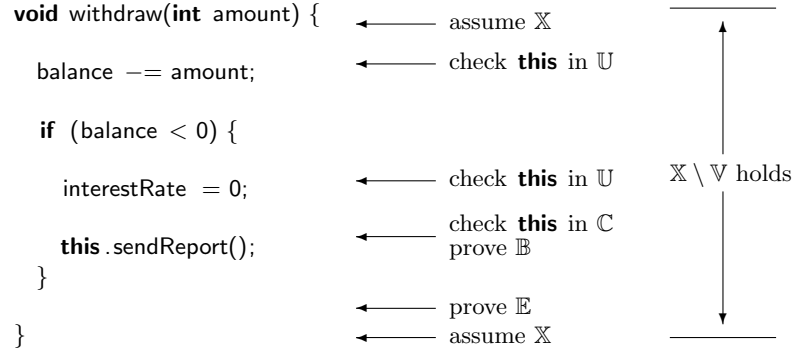 void withdraw(int amount) {
assume 𝕏
balance −= amount;
check this in 𝕌
if (balance < 0) {
interestRate = 0;
check this in 𝕌
𝕏 \ 𝕍 holds
check this in ℂ
this.sendReport();
prove 𝔹
}
prove 𝔼
}
assume 𝕏